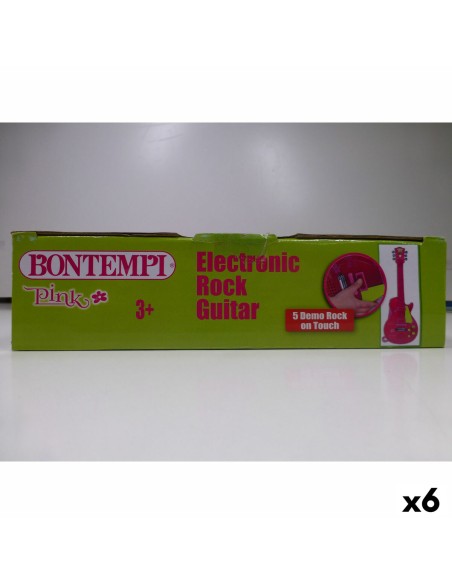 BONTEMPI®
Pink
3+
Electronic
Rock
Guitar
5 Demo Rock
on Touch
x6